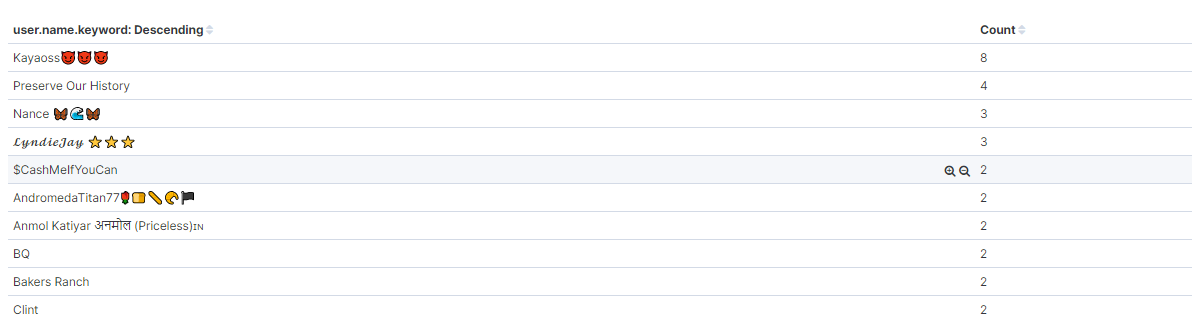 user.name.keyword: Descending Count
Kayaoss😈😈😈 8
Preserve Our History 4
Nance 🦋🌊🦋 3
𝓛𝔂𝓷𝓭𝓲𝓮𝓙𝓪𝔂 ⭐⭐⭐ 3
$CashMeIfYouCan 2
AndromedaTitan77🌹🍞🥖🥐🏴 2
Anmol Katiyar अनमोल (Priceless)🇮🇳 2
BQ 2
Bakers Ranch 2
Clint 2